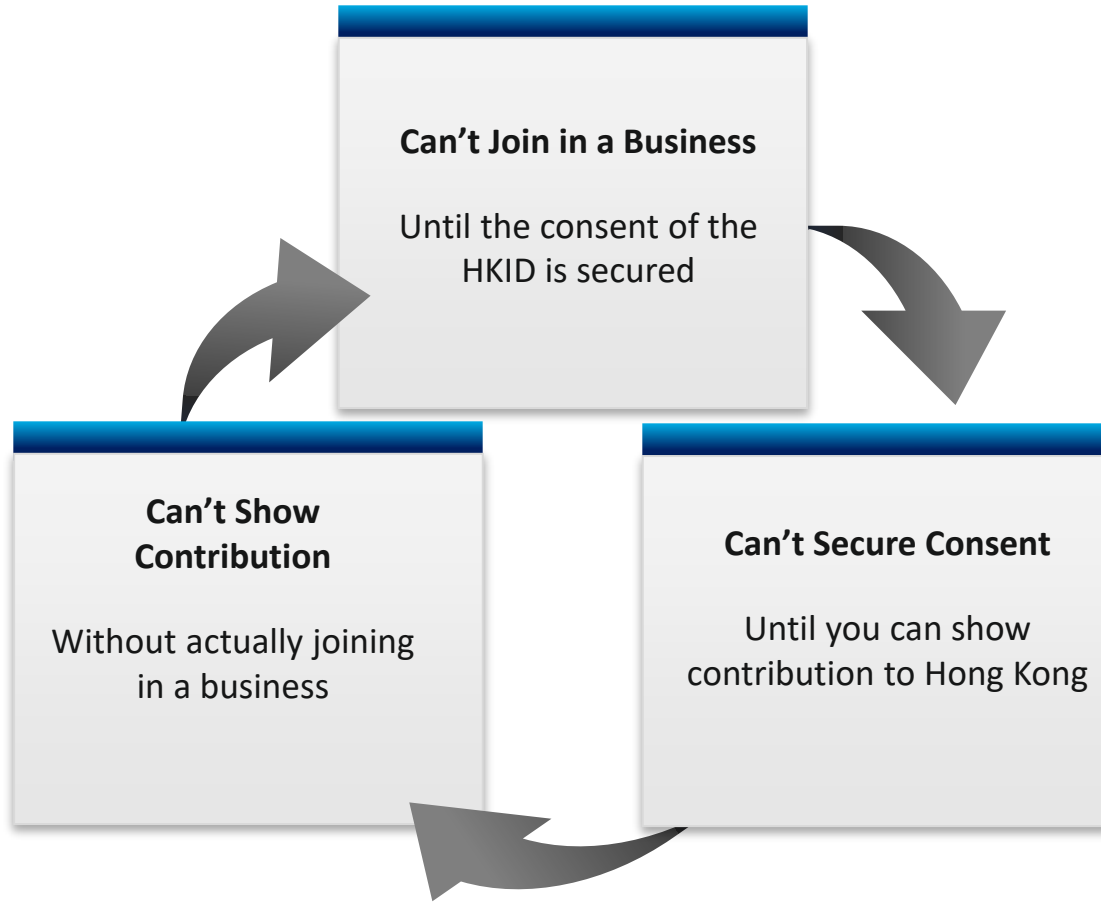 Can’t Join in a Business
Until the consent of the
HKID is secured
Can’t Show
Contribution
Without actually joining
in a business
Can’t Secure Consent
Until you can show
contribution to Hong Kong